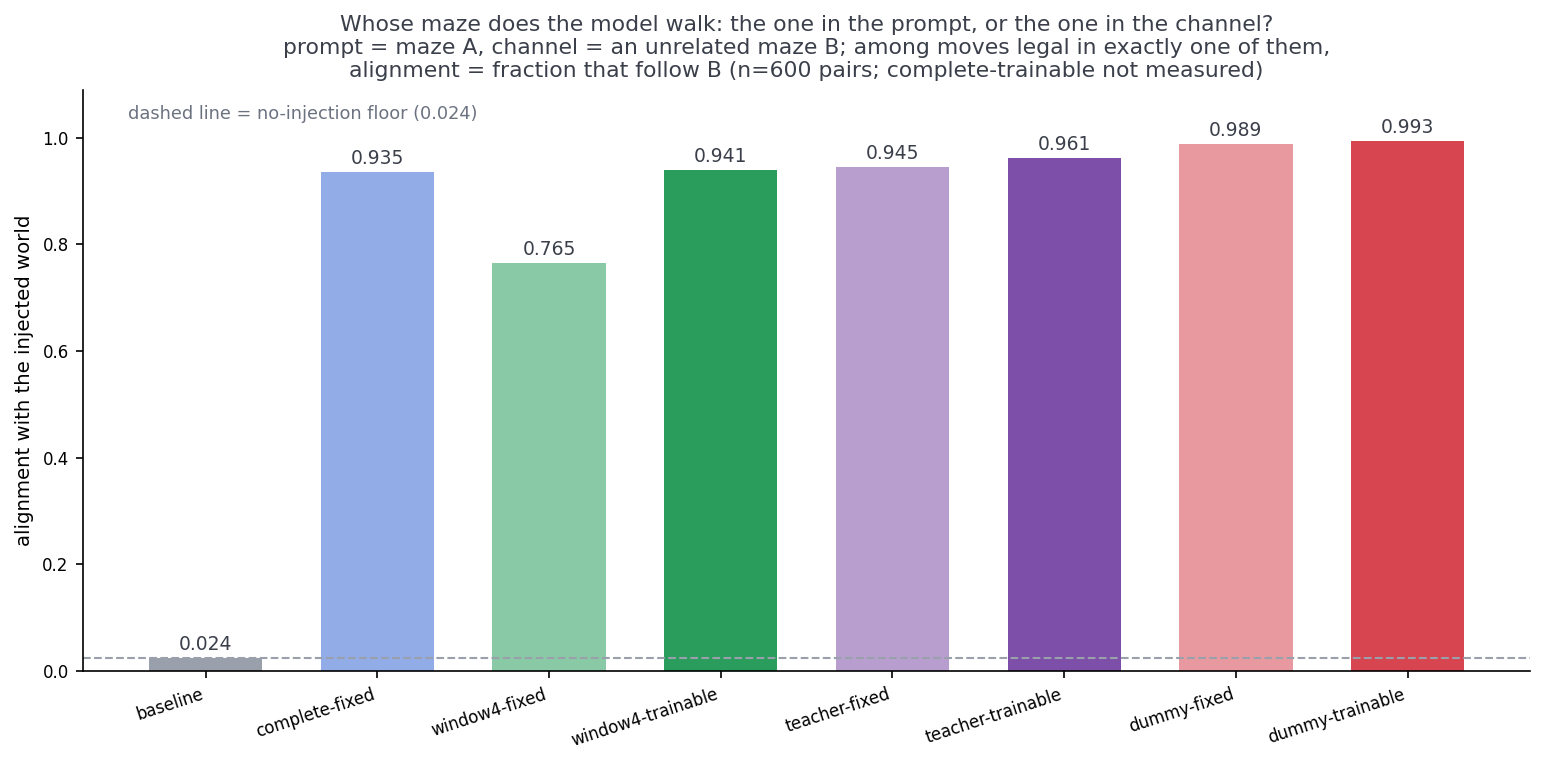 Whose maze does the model walk: the one in the prompt, or the one in the channel?
prompt = maze A, channel = an unrelated maze B; among moves legal in exactly one of them,
alignment = fraction that follow B (n=600 pairs; complete-trainable not measured)
dashed line = no-injection floor (0.024)
alignment with the injected world
1.0
0.8
0.6
0.4
0.2
0.0
0.024
0.935
0.765
0.941
0.945
0.961
0.989
0.993
baseline
complete-fixed
window4-fixed
window4-trainable
teacher-fixed
teacher-trainable
dummy-fixed
dummy-trainable